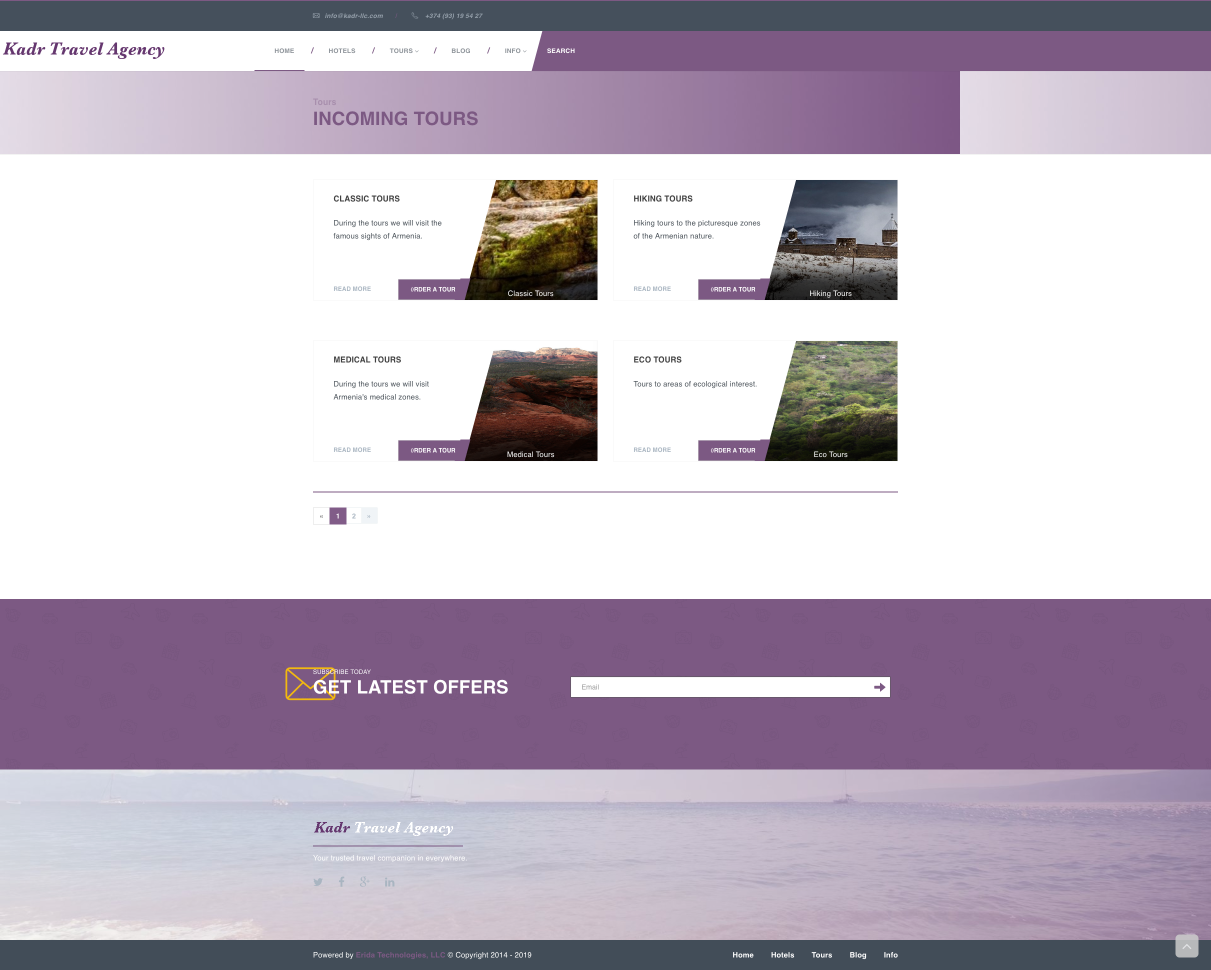 info@kadr-llc.com
+374 (93) 19 54 27
Kadr Travel Agency
HOME / HOTELS / TOURS / BLOG / INFO
SEARCH
Tours
INCOMING TOURS
CLASSIC TOURS
During the tours we will visit the
famous sights of Armenia.
READ MORE
ORDER A TOUR
Classic Tours
HIKING TOURS
Hiking tours to the picturesque zones
of the Armenian nature.
READ MORE
ORDER A TOUR
Hiking Tours
MEDICAL TOURS
During the tours we will visit
Armenia's medical zones.
READ MORE
ORDER A TOUR
Medical Tours
ECO TOURS
Tours to areas of ecological interest.
READ MORE
ORDER A TOUR
Eco Tours
« 1 2 »
SUBSCRIBE TODAY
GET LATEST OFFERS
Email
Kadr Travel Agency
Your trusted travel companion in everywhere.
Powered by Eride Technologies, LLC © Copyright 2014 - 2019
Home Hotels Tours Blog Info